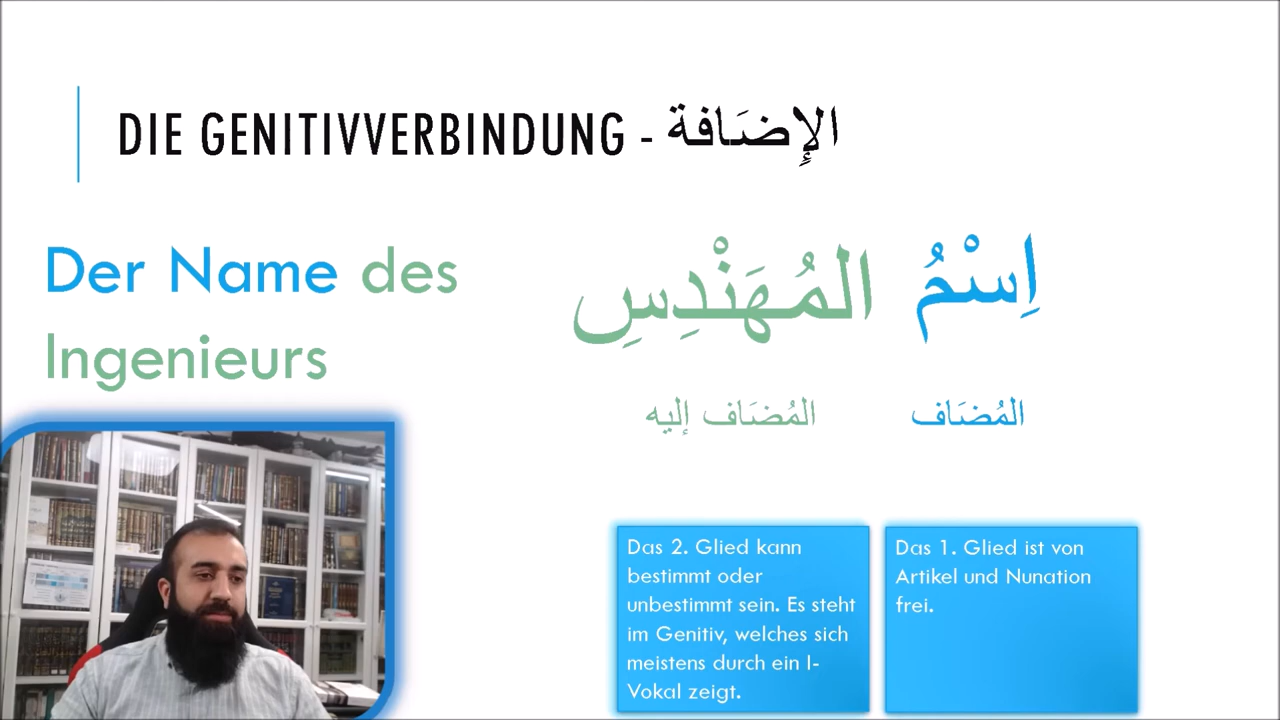 DIE GENITIVVERBINDUNG - الإِضَافة
Der Name des
Ingenieurs
اِسْمُ المُهَنْدِسِ
المُضَاف
المُضَاف إليه
Das 2. Glied kann
bestimmt oder
unbestimmt sein. Es steht
im Genitiv, welches sich
meistens durch ein I-
Vokal zeigt.
Das 1. Glied ist von
Artikel und Nunation
frei.